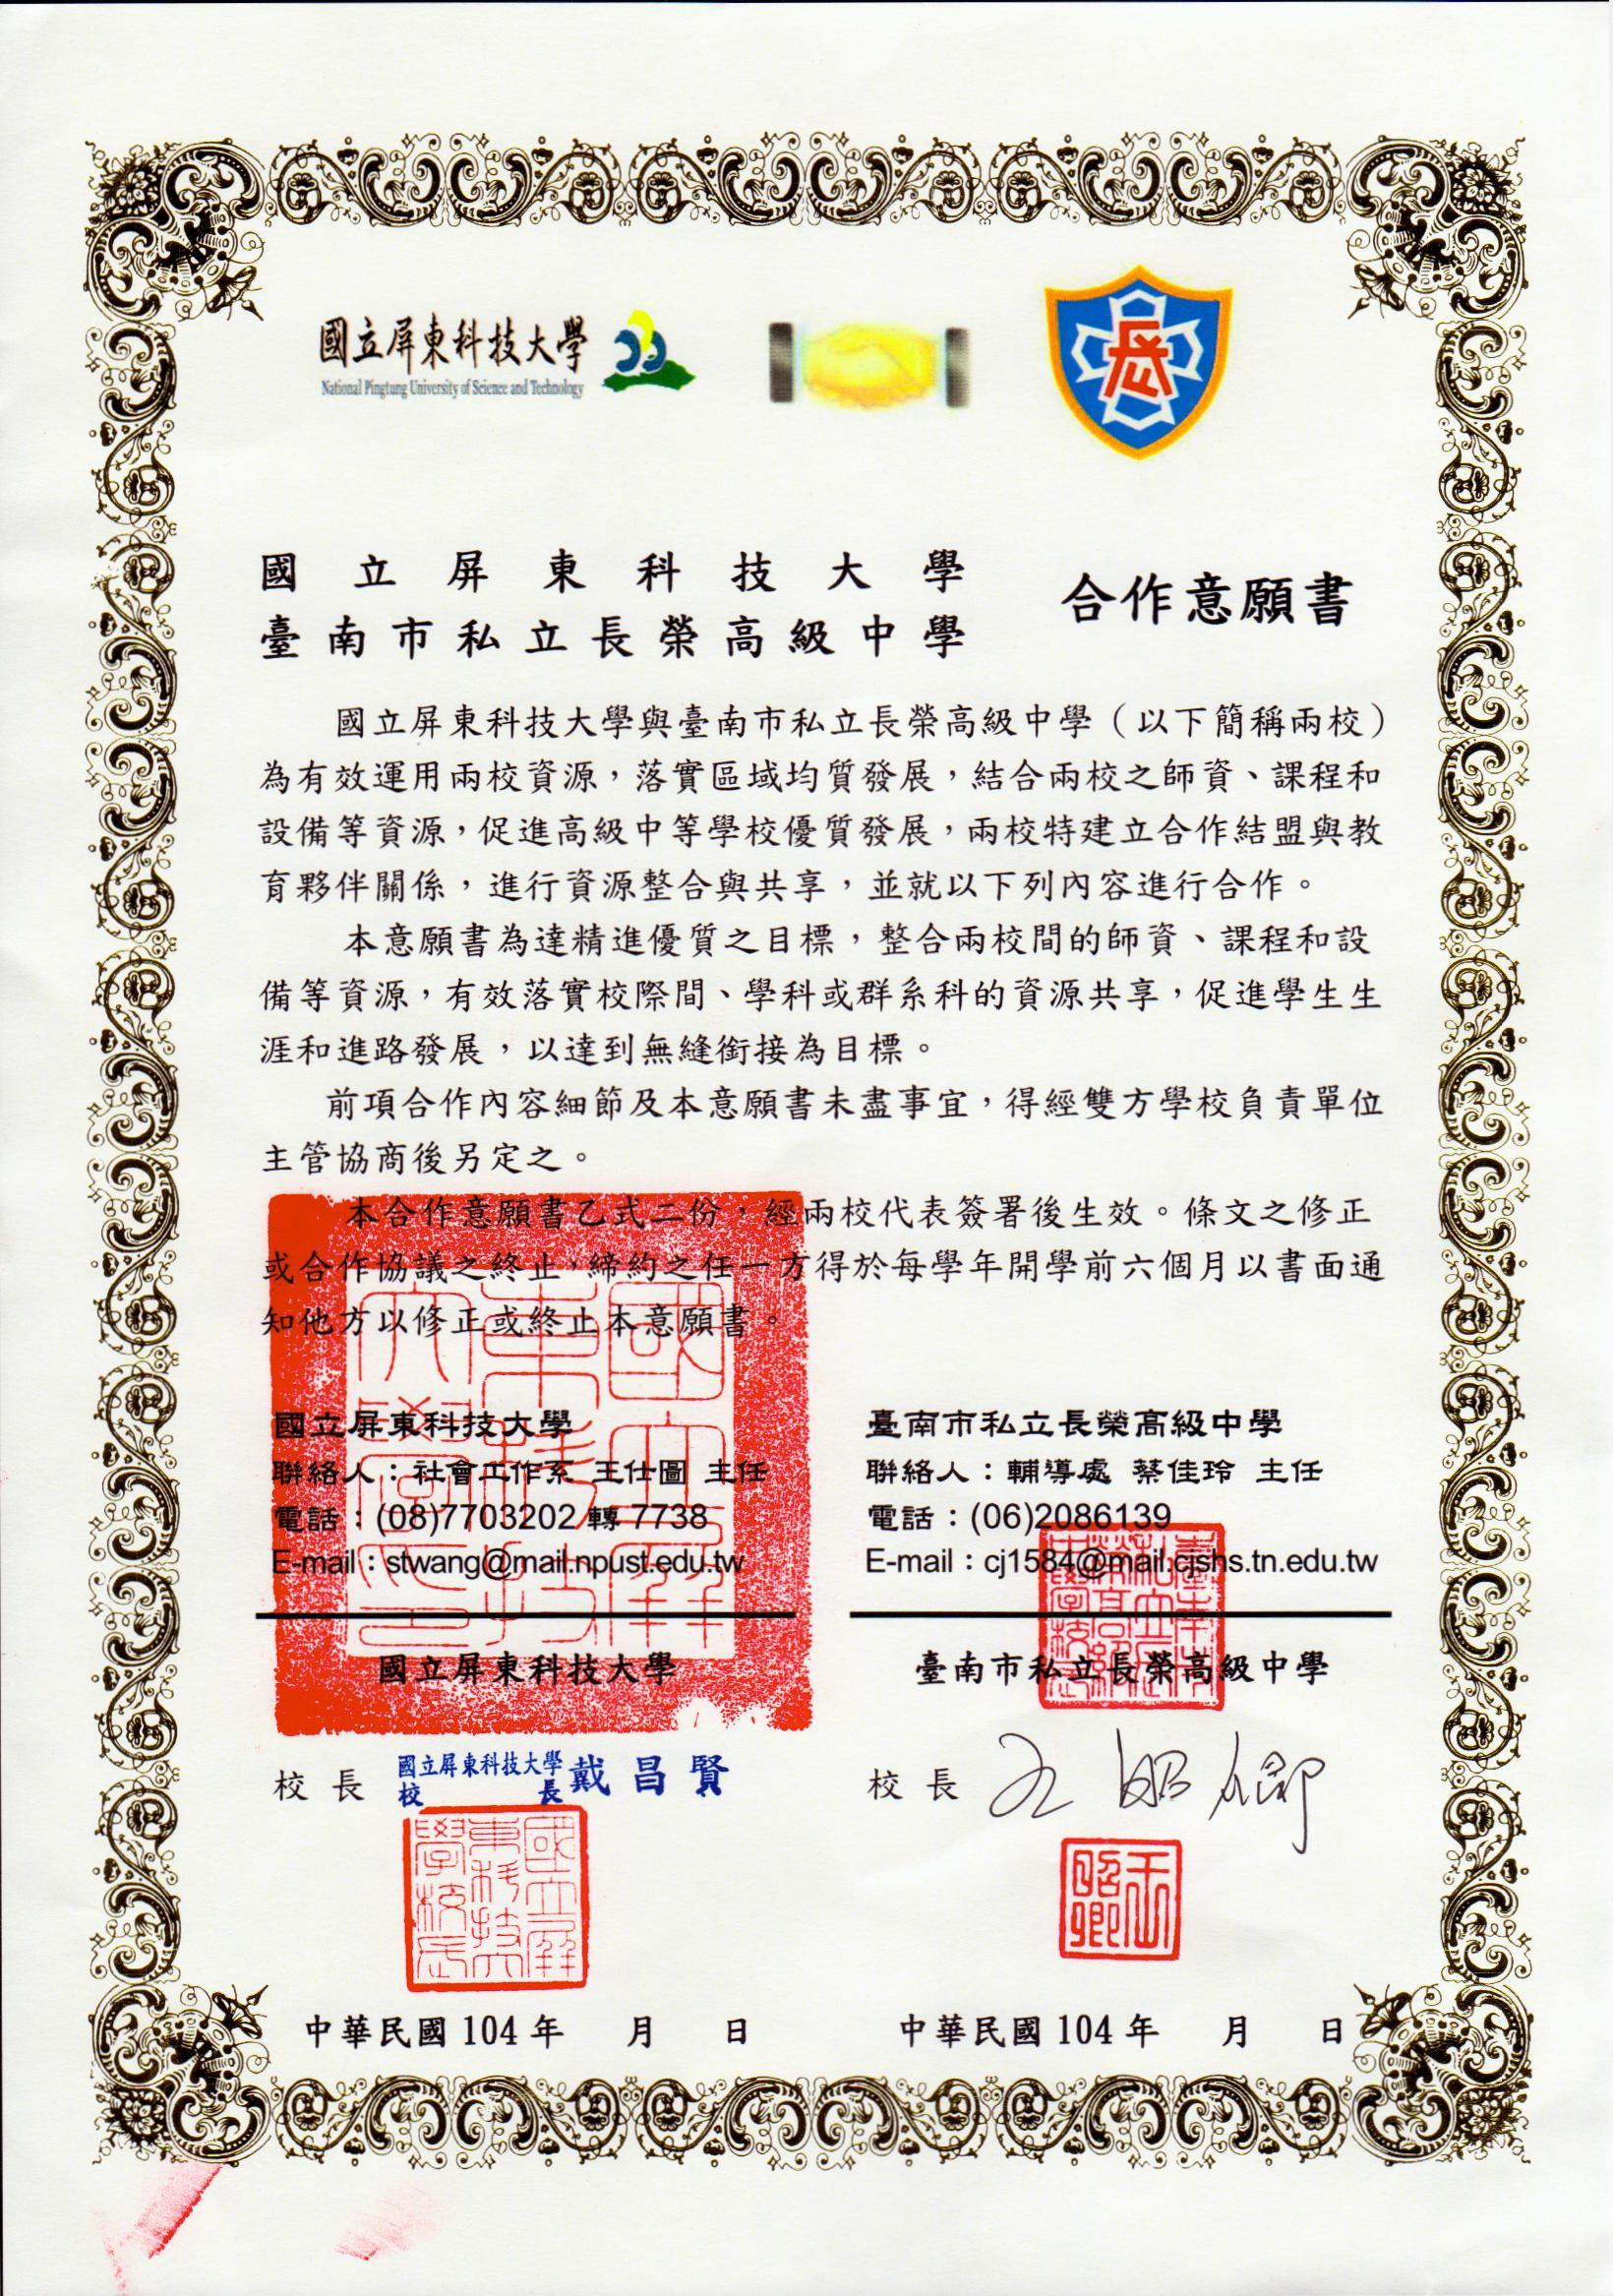 國立屏東科技大學
National Pingtung University of Science and Technology
國立屏東科技大學
臺南市私立長榮高級中學
合作意願書
國立屏東科技大學與臺南市私立長榮高級中學（以下簡稱兩校）
為有效運用兩校資源，落實區域均質發展，結合兩校之師資、課程和
設備等資源，促進高級中等學校優質發展，兩校特建立合作結盟與教
育夥伴關係，進行資源整合與共享，並就以下列內容進行合作。
本意願書為達精進優質之目標，整合兩校間的師資、課程和設
備等資源，有效落實校際間、學科或群系科的資源共享，促進學生生
涯和進路發展，以達到無縫銜接為目標。
前項合作內容細節及本意願書未盡事宜，得經雙方學校負責單位
主管協商後另定之。
本合作意願書乙式二份，經兩校代表簽署後生效。條文之修正
或合作協議之終止，締約之任一方得於每學年開學前六個月以書面通
知他方以修正或終止本意願書。
國立屏東科技大學
聯絡人：社會工作系 王仕圖 主任
電話：(08)7703202 轉 7738
E-mail：stwang@mail.npust.edu.tw
國立屏東科技大學
校長 國立屏東科技大學校長 戴昌賢
國立屏東科技大學校長
中華民國 104 年 月 日
臺南市私立長榮高級中學
聯絡人：輔導處 蔡佳玲 主任
電話：(06)2086139
E-mail：cj1584@mail.cjshs.tn.edu.tw
臺南市私立長榮高級中學
校長 王昭卿
王昭卿
中華民國 104 年 月 日